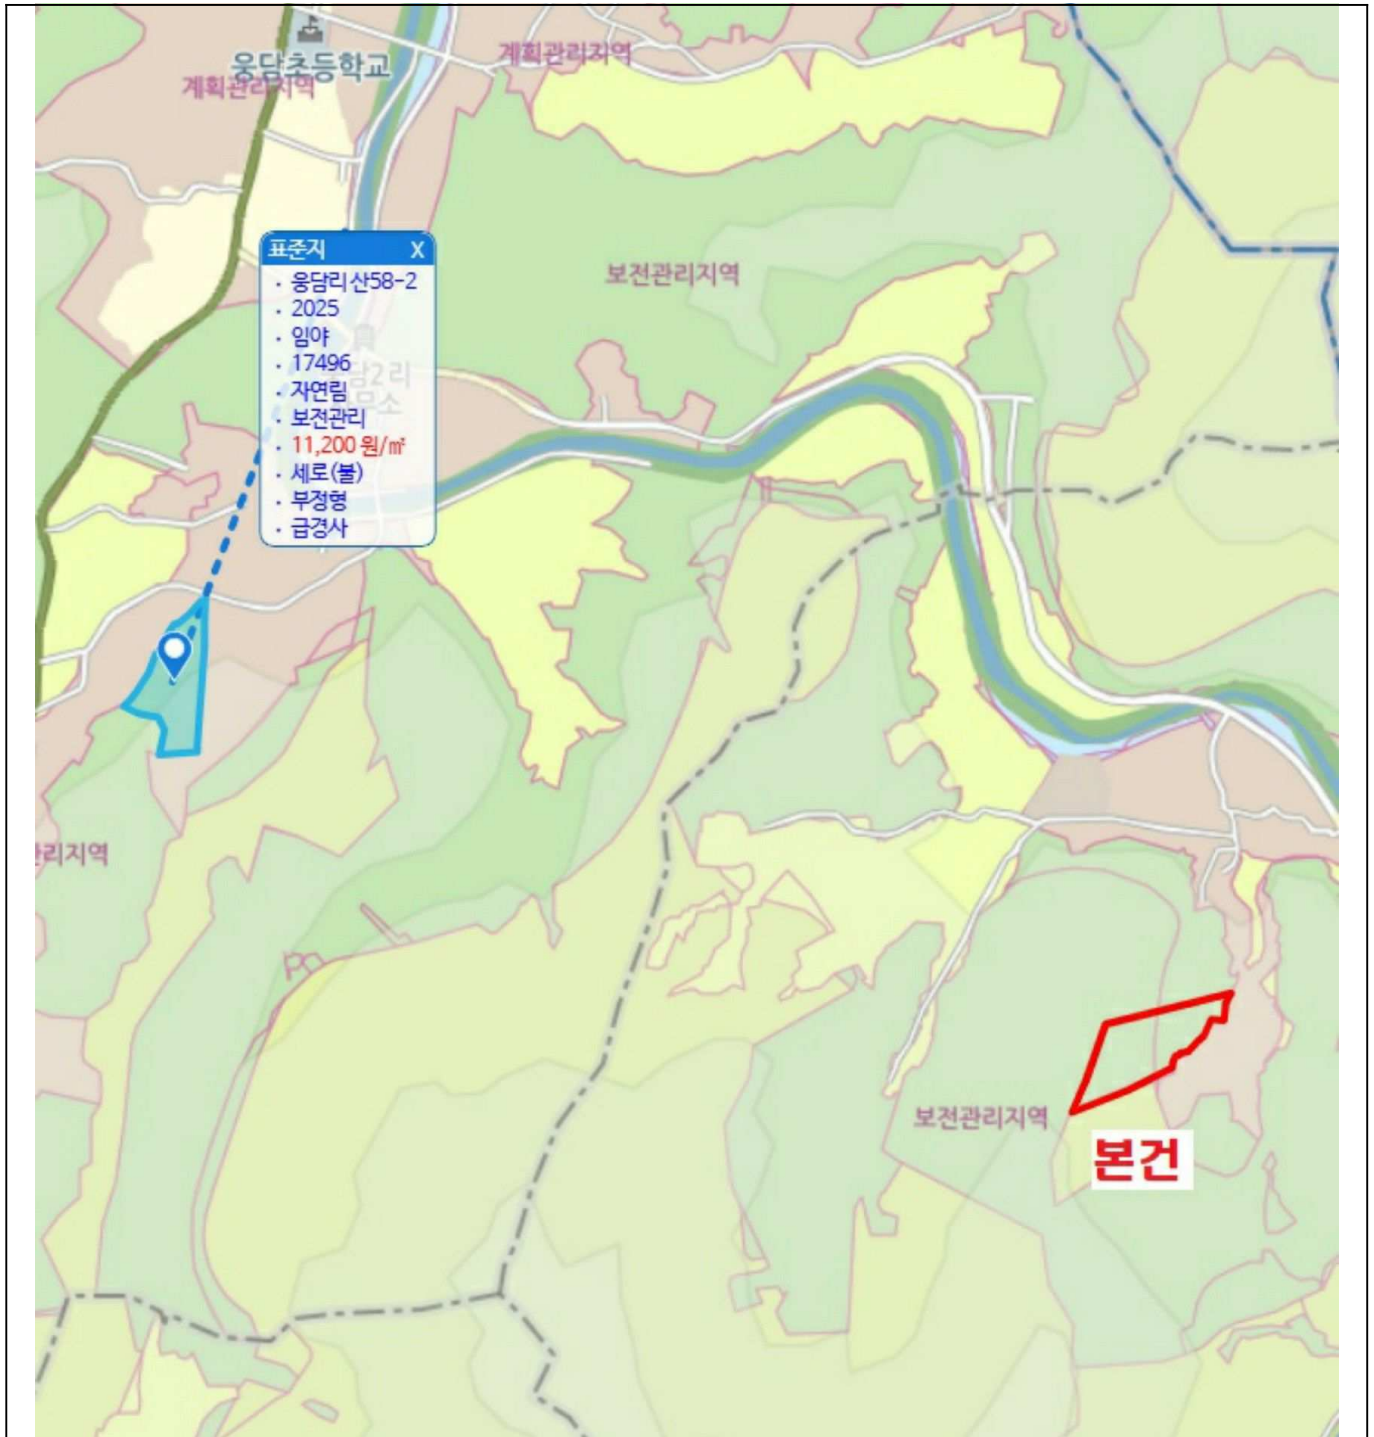 웅담초등학교
계획관리지역
계획관리지역
표준지 X
· 웅담리 산58-2
· 2025
· 임야
· 17496
· 자연림
· 보전관리
· 11,200 원/㎡
· 세로(불)
· 부정형
· 급경사
담2리
보전관리지역
리지역
보전관리지역
본건